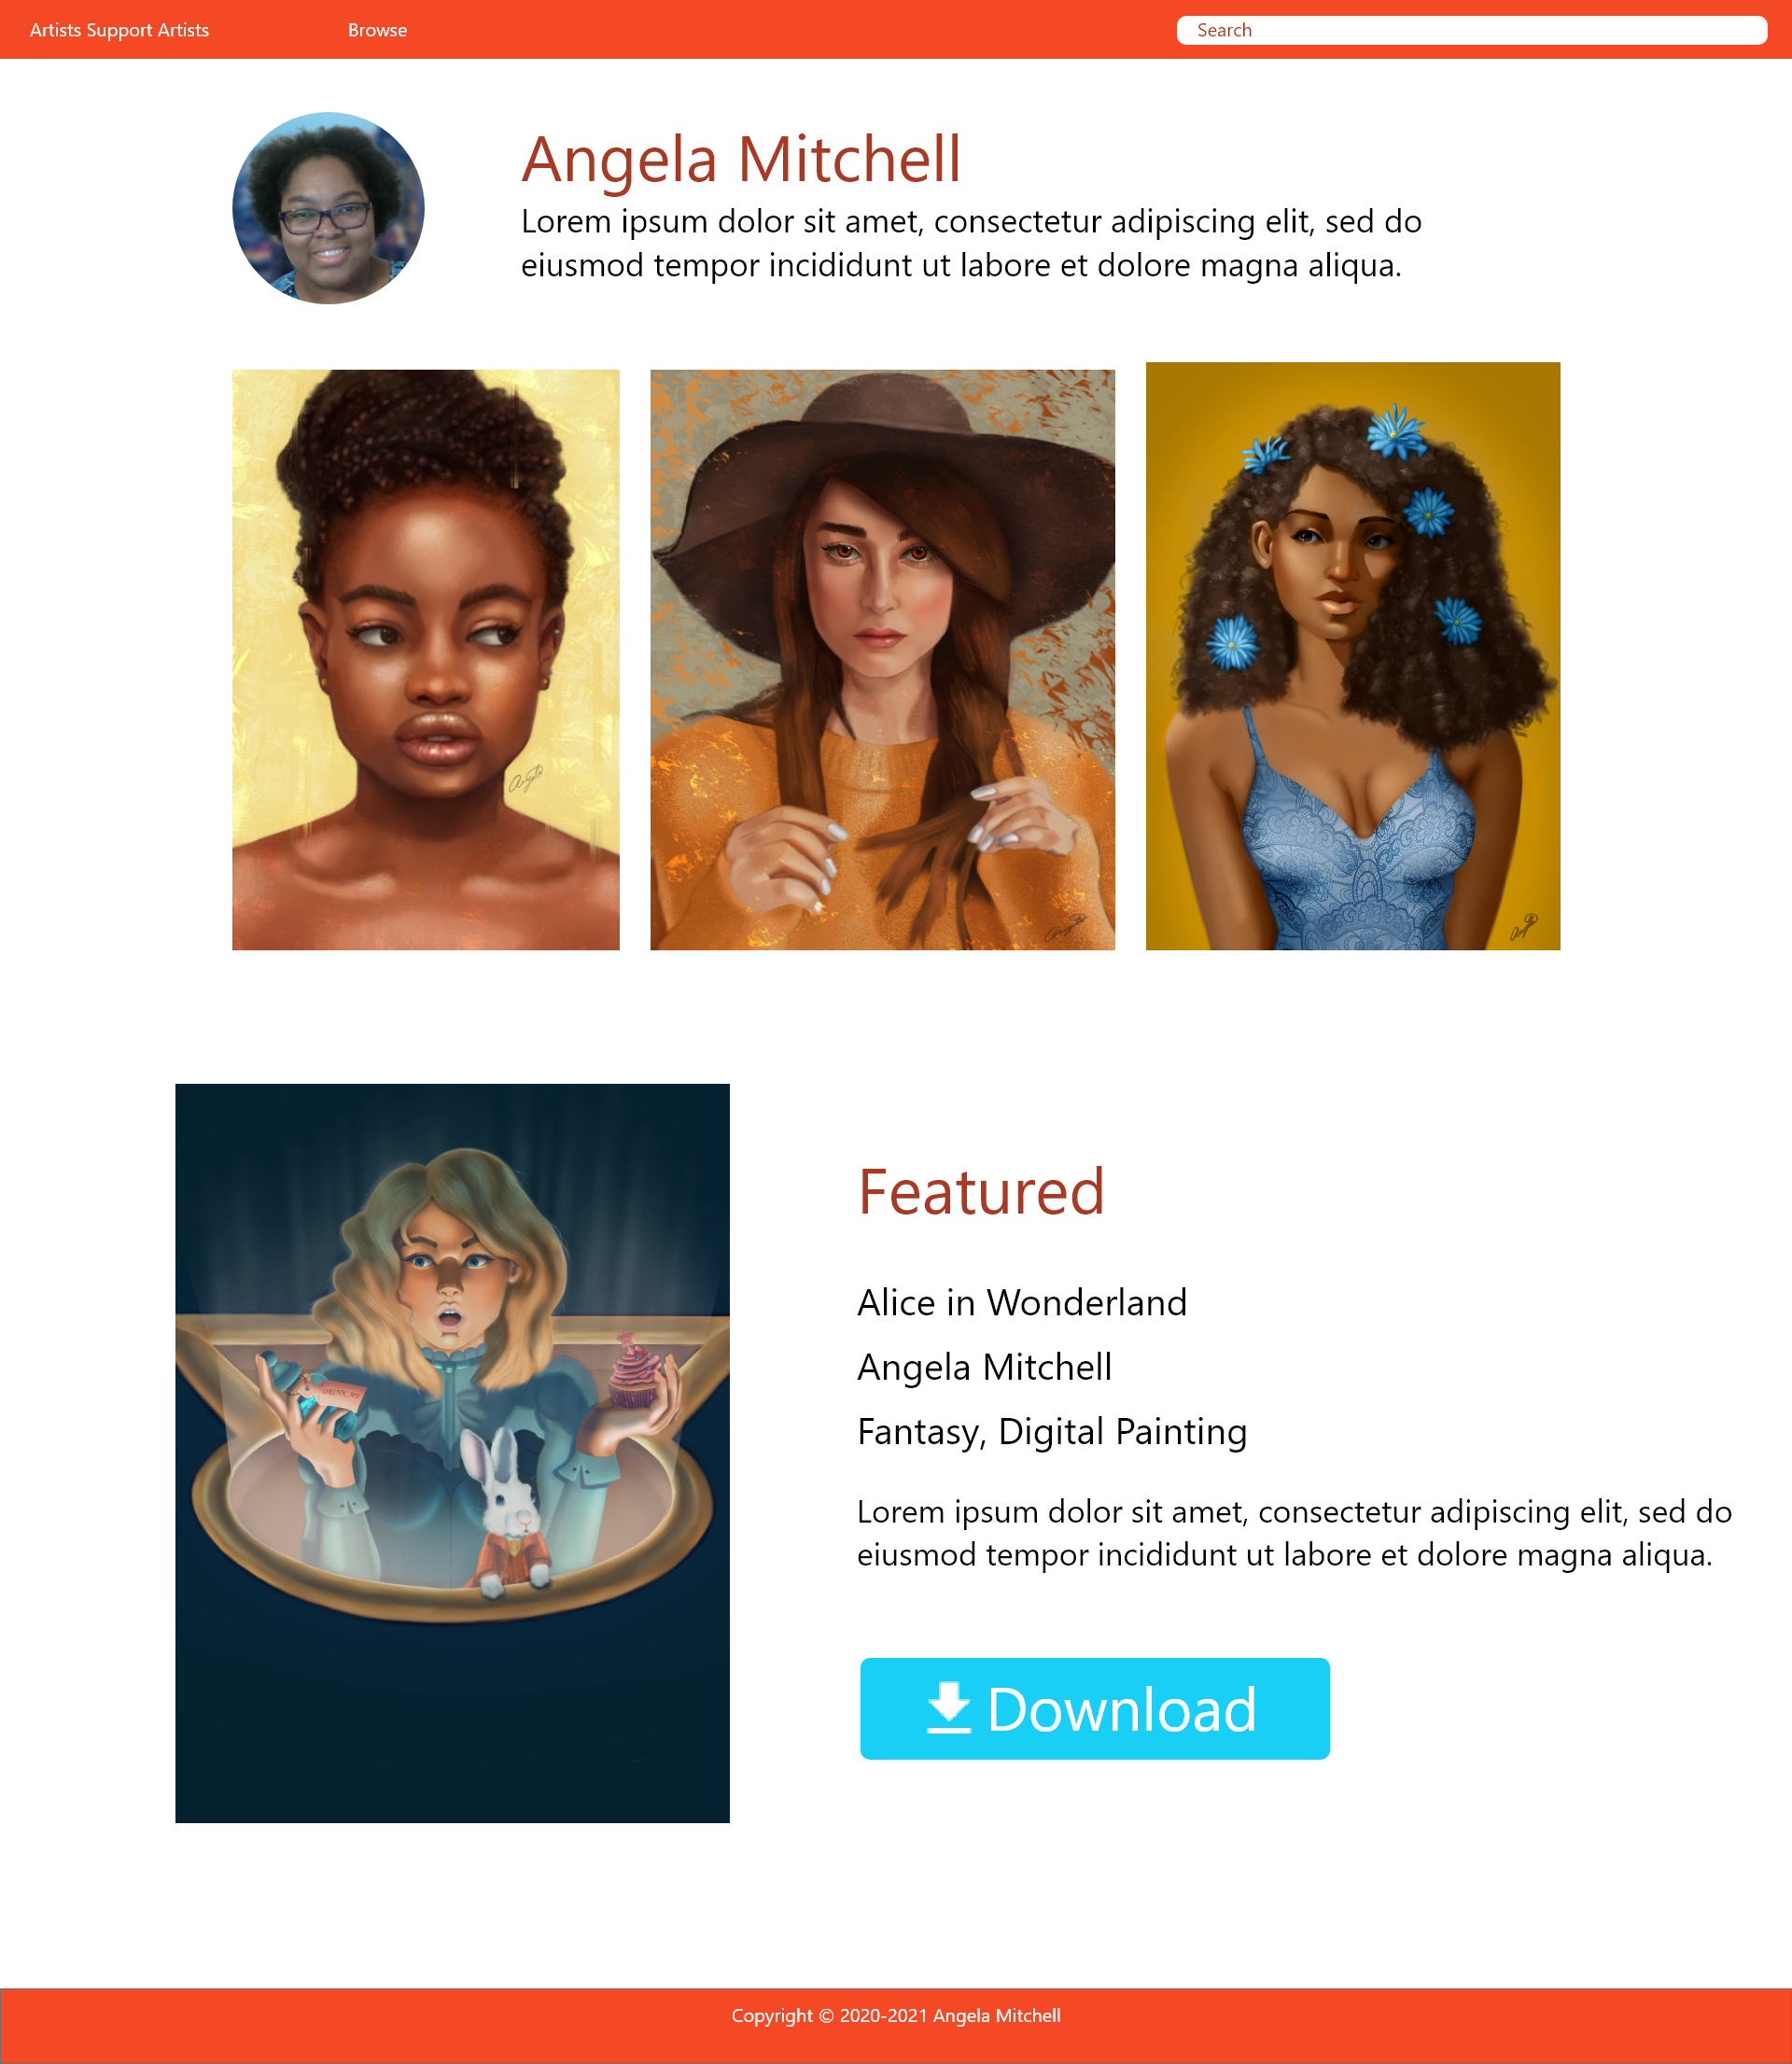 Artists Support Artists
Browse
Search
Angela Mitchell
Lorem ipsum dolor sit amet, consectetur adipiscing elit, sed do
eiusmod tempor incididunt ut labore et dolore magna aliqua.
DRINK ME
Featured
Alice in Wonderland
Angela Mitchell
Fantasy, Digital Painting
Lorem ipsum dolor sit amet, consectetur adipiscing elit, sed do
eiusmod tempor incididunt ut labore et dolore magna aliqua.
Download
Copyright © 2020-2021 Angela Mitchell